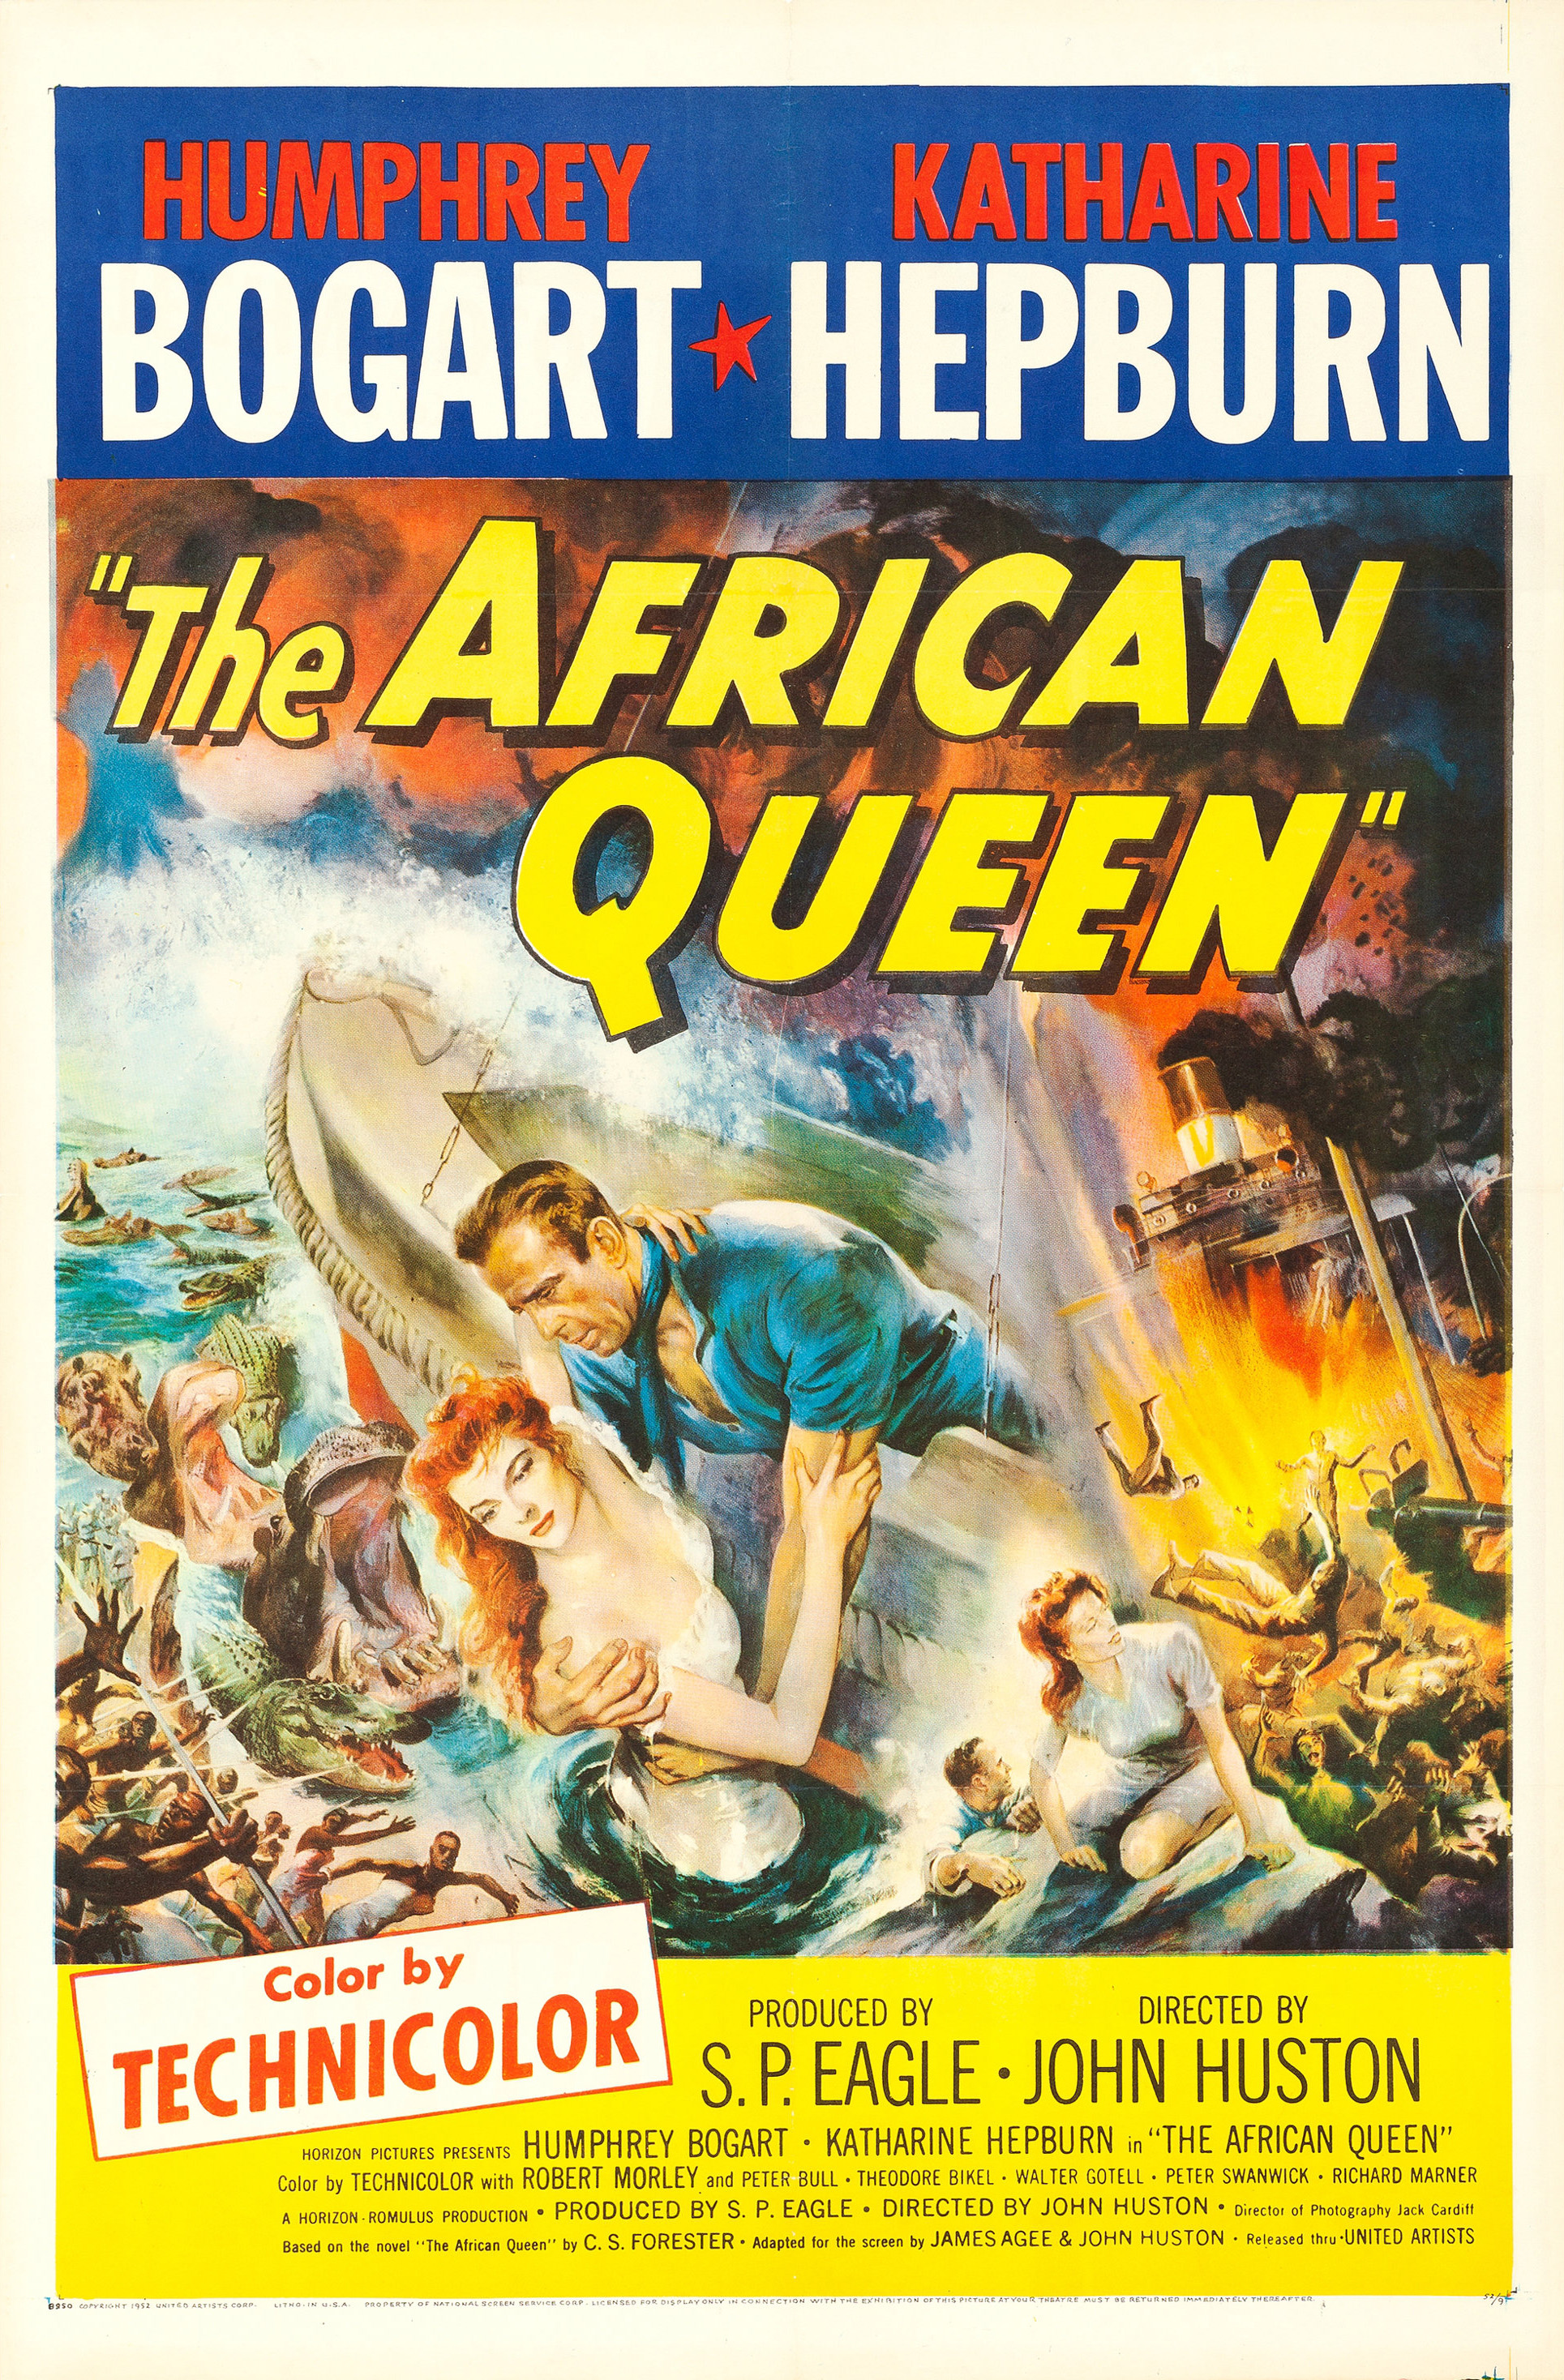 HUMPHREY KATHARINE
BOGART ★ HEPBURN
"The AFRICAN
QUEEN"
Color by
TECHNICOLOR
PRODUCED BY DIRECTED BY
S. P. EAGLE • JOHN HUSTON
HORIZON PICTURES PRESENTS HUMPHREY BOGART • KATHARINE HEPBURN in "THE AFRICAN QUEEN"
Color by TECHNICOLOR with ROBERT MORLEY and PETER BULL • THEODORE BIKEL • WALTER GOTELL • PETER SWANWICK • RICHARD MARNER
A HORIZON-ROMULUS PRODUCTION • PRODUCED BY S. P. EAGLE • DIRECTED BY JOHN HUSTON • Director of Photography Jack Cardiff
Based on the novel "The African Queen" by C. S. FORESTER • Adapted for the screen by JAMES AGEE & JOHN HUSTON • Released thru UNITED ARTISTS
COPYRIGHT 1952 UNITED ARTISTS CORP. LITHO. IN U.S.A. PROPERTY OF NATIONAL SCREEN SERVICE CORP. LICENSED FOR DISPLAY ONLY IN CONNECTION WITH THE EXHIBITION OF THIS PICTURE AT YOUR THEATRE. MUST BE RETURNED IMMEDIATELY THEREAFTER.